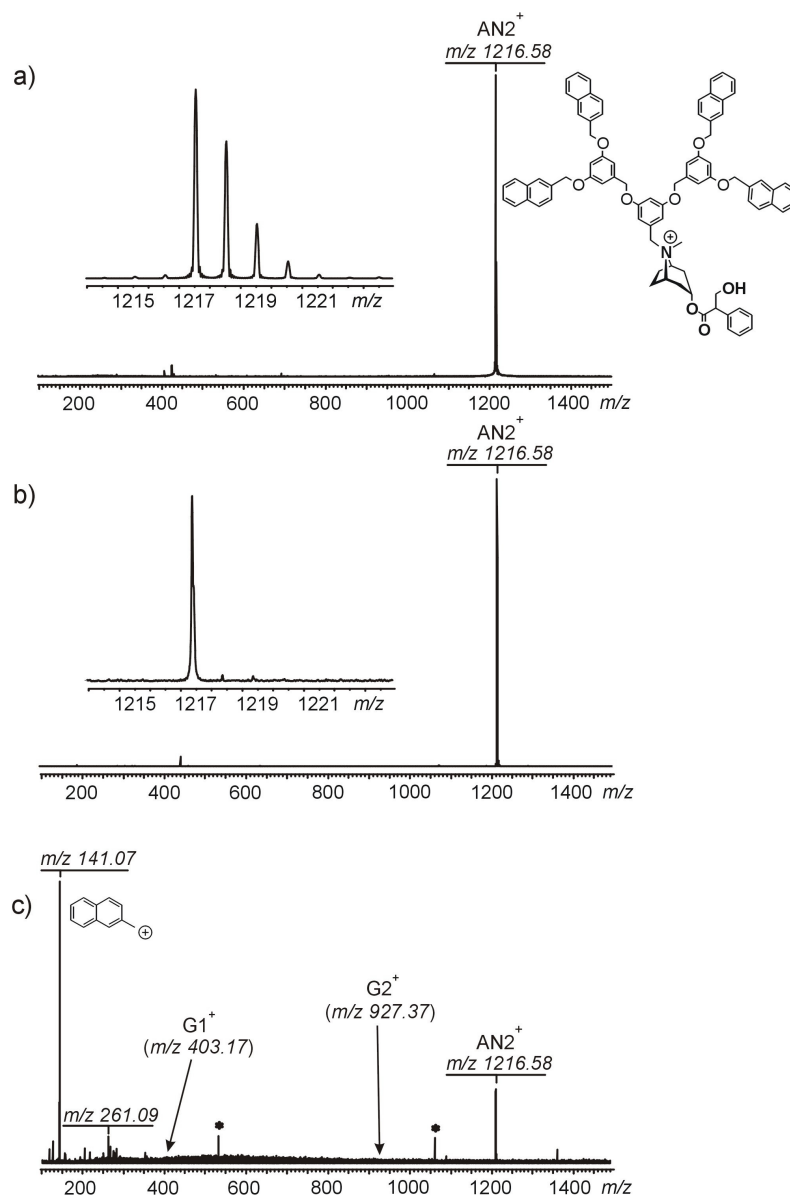 a)
AN2+
m/z 1216.58
1215 1217 1219 1221 m/z
O
O
O
O
O
O
N
+
OH
O
O
200 400 600 800 1000 1200 1400 m/z
b)
AN2+
m/z 1216.58
1215 1217 1219 1221 m/z
200 400 600 800 1000 1200 1400 m/z
c)
m/z 141.07
+
G1+
(m/z 403.17)
G2+
(m/z 927.37)
AN2+
m/z 1216.58
m/z 261.09
* *
200 400 600 800 1000 1200 1400 m/z